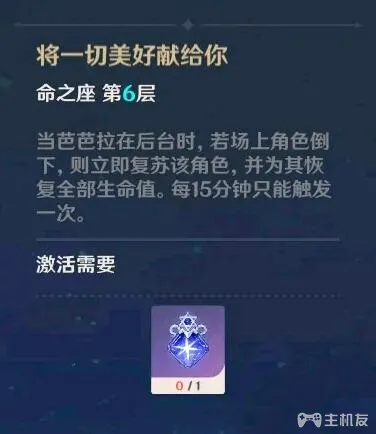 将一切美好献给你
命之座 第6层
当芭芭拉在后台时，若场上角色倒
下，则立即复苏该角色，并为其恢
复全部生命值。每15分钟只能触发
一次。
激活需要
0 / 1
主机友